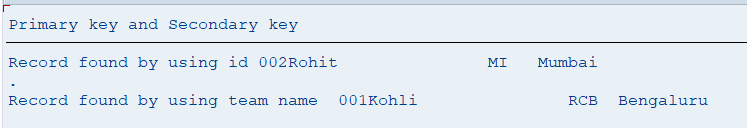 Primary key and Secondary key
Record found by using id 002Rohit MI Mumbai
.
Record found by using team name 001Kohli RCB Bengaluru